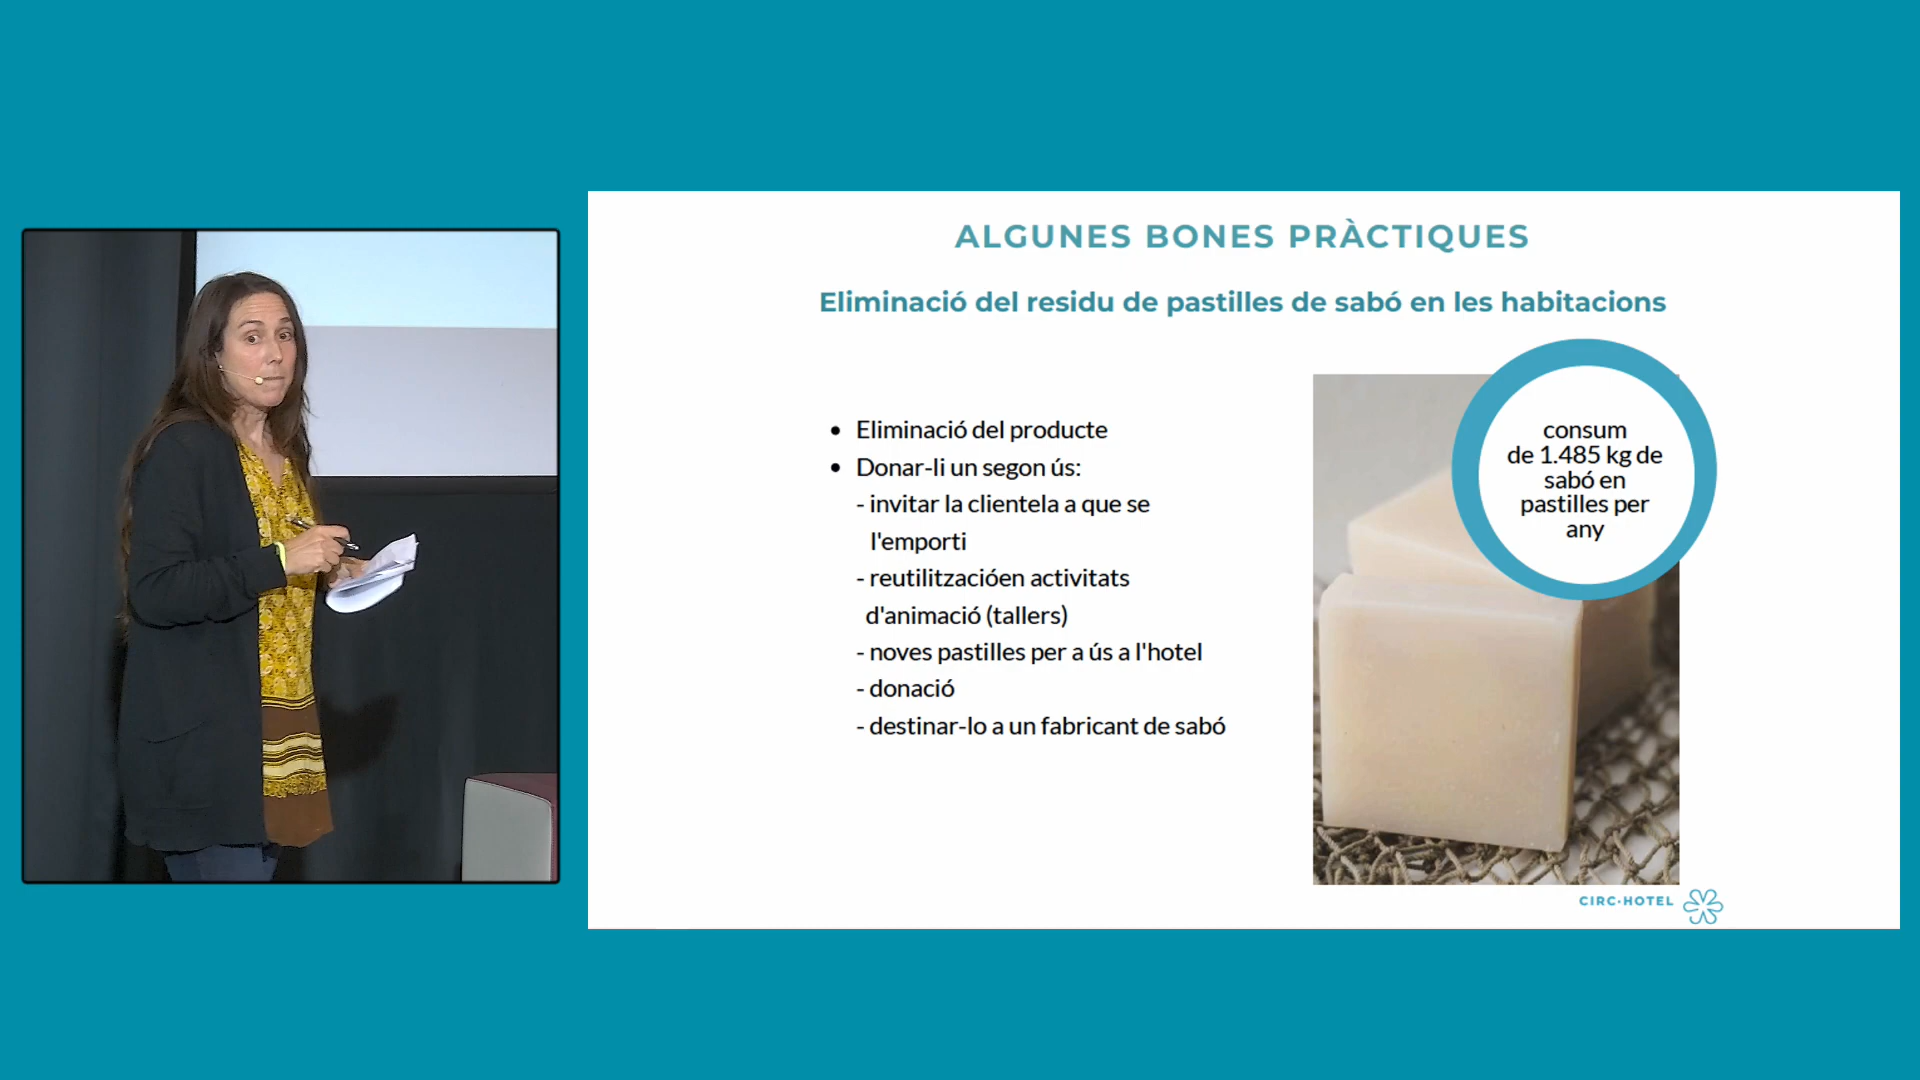 ALGUNES BONES PRÀCTIQUES
Eliminació del residu de pastilles de sabó en les habitacions
• Eliminació del producte
• Donar-li un segon ús:
- invitar la clientela a que se
l'emporti
- reutilitzacióen activitats
d'animació (tallers)
- noves pastilles per a ús a l'hotel
- donació
- destinar-lo a un fabricant de sabó
consum
de 1.485 kg de
sabó en
pastilles per
any
CIRC·HOTEL